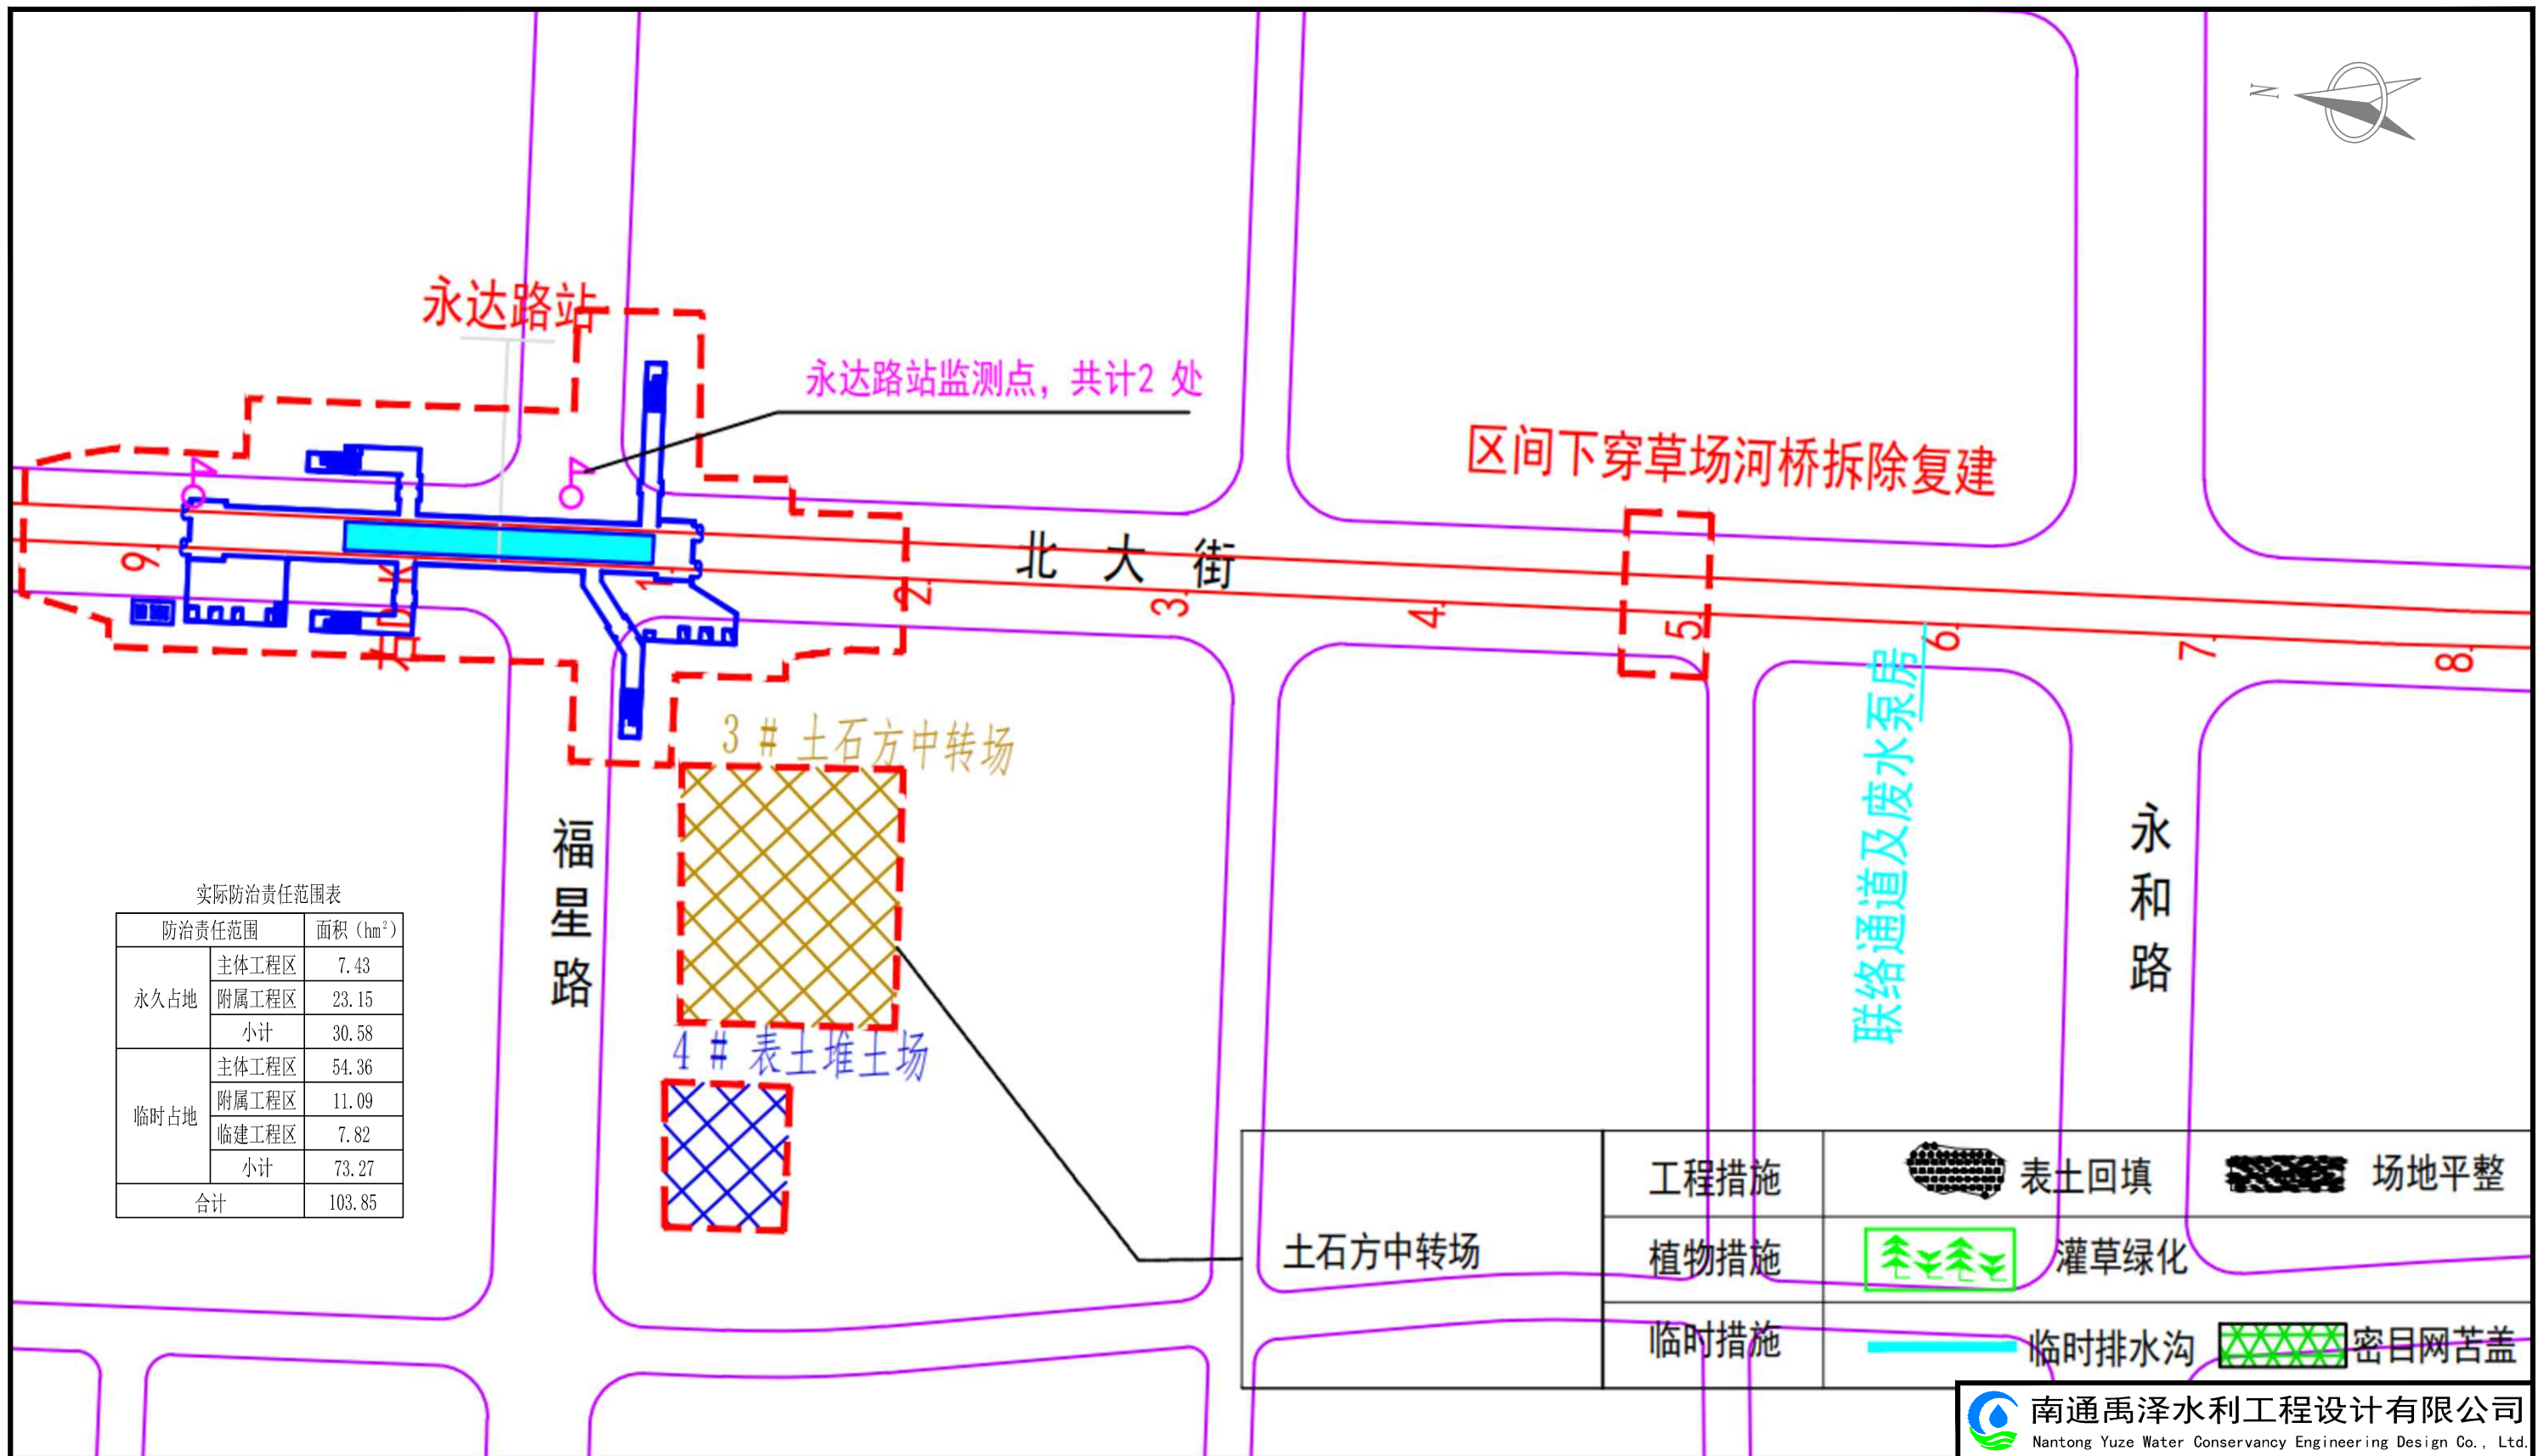 N
永达路站
永达路站监测点，共计2 处
区间下穿草场河桥拆除复建
北 大 街
9
右DK
1
2
3
4
5
6
7
8
3 # 土石方中转场
4 # 表土堆土场
福星路
联络通道及废水泵房
永和路
实际防治责任范围表
防治责任范围 面积（hm²）
永久占地 主体工程区 7.43
附属工程区 23.15
小计 30.58
临时占地 主体工程区 54.36
附属工程区 11.09
临建工程区 7.82
小计 73.27
合计 103.85
土石方中转场
工程措施 表土回填 场地平整
植物措施 灌草绿化
临时措施 临时排水沟 密目网苫盖
南通禹泽水利工程设计有限公司
Nantong Yuze Water Conservancy Engineering Design Co., Ltd.